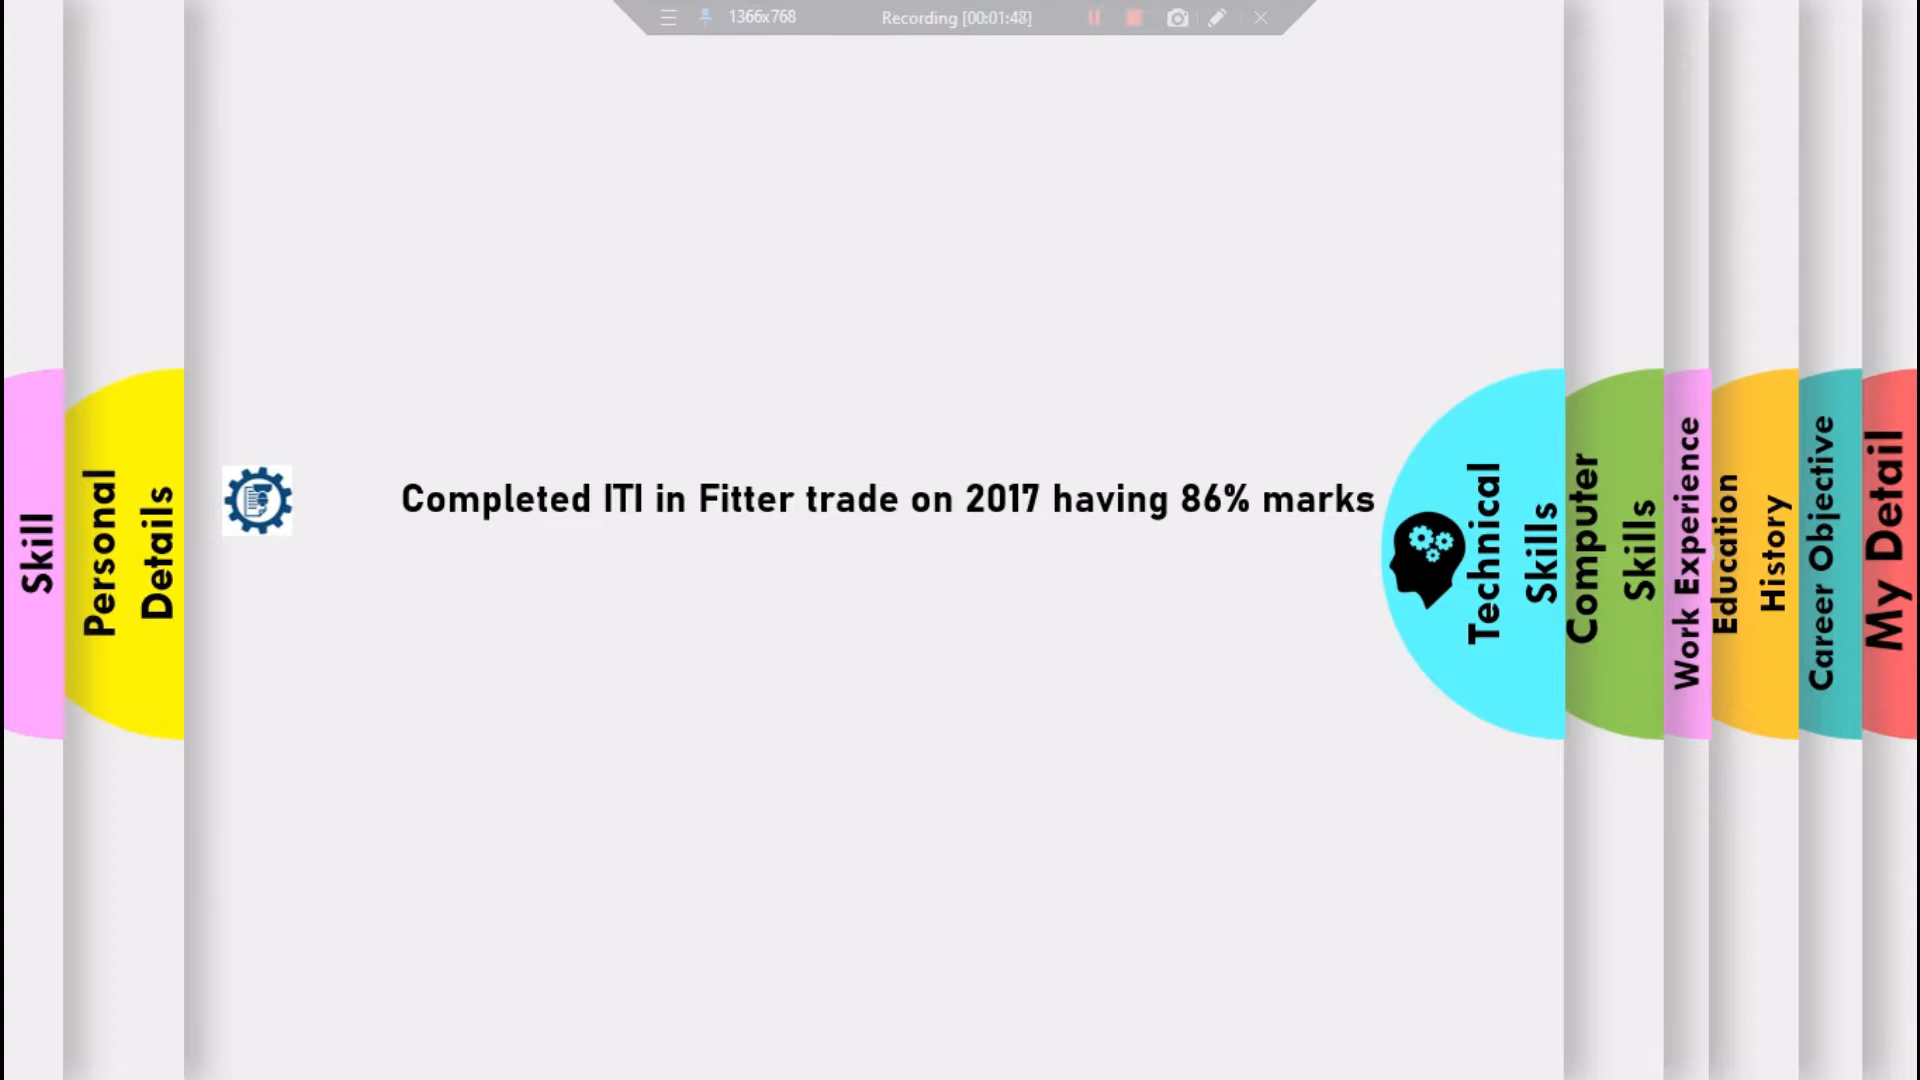 1366x768
Recording [00:01:48]
Skill
Personal
Details
Completed ITI in Fitter trade on 2017 having 86% marks
Technical
Skills
Computer
Skills
Work Experience
Education
History
Career Objective
My Detail